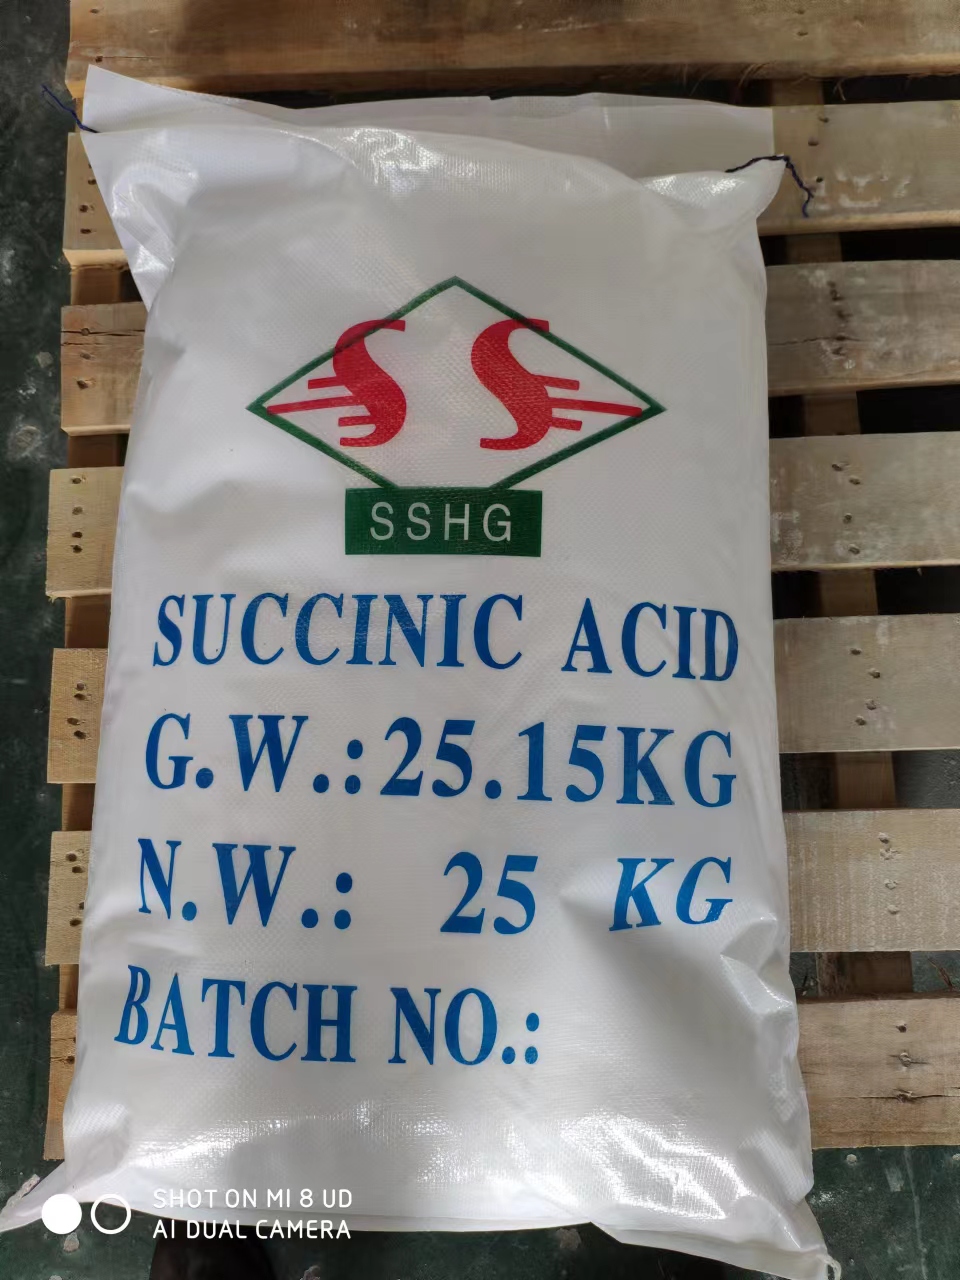 S S
SSHG
SUCCINIC ACID
G.W.:25.15KG
N.W.: 25 KG
BATCH NO.:
SHOT ON MI 8 UD
AI DUAL CAMERA